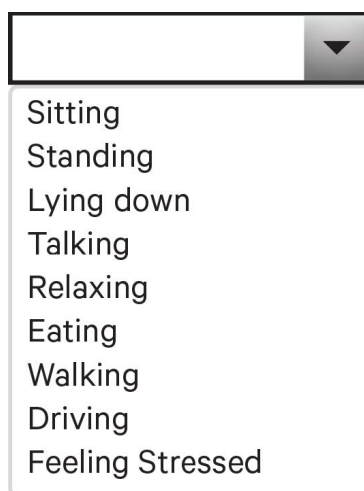 Sitting
Standing
Lying down
Talking
Relaxing
Eating
Walking
Driving
Feeling Stressed